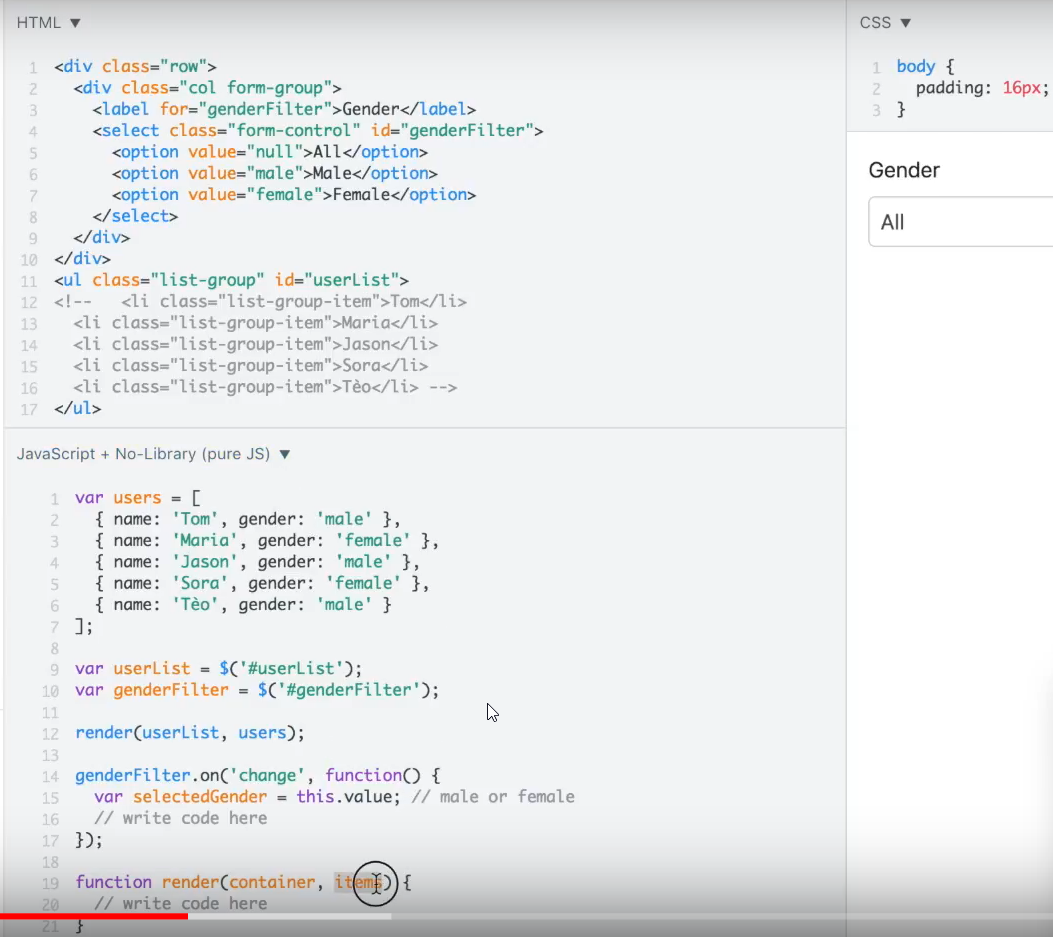 HTML ▼
1 <div class="row">
2 <div class="col form-group">
3 <label for="genderFilter">Gender</label>
4 <select class="form-control" id="genderFilter">
5 <option value="null">All</option>
6 <option value="male">Male</option>
7 <option value="female">Female</option>
8 </select>
9 </div>
10 </div>
11 <ul class="list-group" id="userList">
12 <!-- <li class="list-group-item">Tom</li>
13 <li class="list-group-item">Maria</li>
14 <li class="list-group-item">Jason</li>
15 <li class="list-group-item">Sora</li>
16 <li class="list-group-item">Tèo</li> -->
17 </ul>
JavaScript + No-Library (pure JS) ▼
1 var users = [
2 { name: 'Tom', gender: 'male' },
3 { name: 'Maria', gender: 'female' },
4 { name: 'Jason', gender: 'male' },
5 { name: 'Sora', gender: 'female' },
6 { name: 'Tèo', gender: 'male' }
7 ];
8
9 var userList = $('#userList');
10 var genderFilter = $('#genderFilter');
11
12 render(userList, users);
13
14 genderFilter.on('change', function() {
15 var selectedGender = this.value; // male or female
16 // write code here
17 });
18
19 function render(container, items) {
20 // write code here
21 }
CSS ▼
1 body {
2 padding: 16px;
3 }
Gender
All